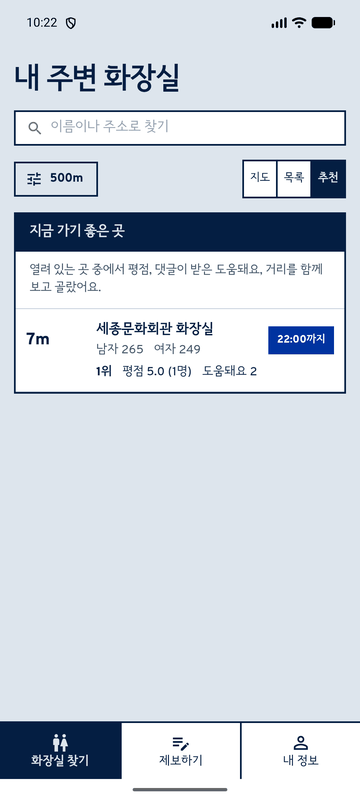 10:22
내 주변 화장실
이름이나 주소로 찾기
500m
지도 목록 추천
지금 가기 좋은 곳
열려 있는 곳 중에서 평점, 댓글이 받은 도움돼요, 거리를 함께
보고 골랐어요.
7m
세종문화회관 화장실
남자 265 여자 249
1위 평점 5.0 (1명) 도움돼요 2
22:00까지
화장실 찾기 제보하기 내 정보